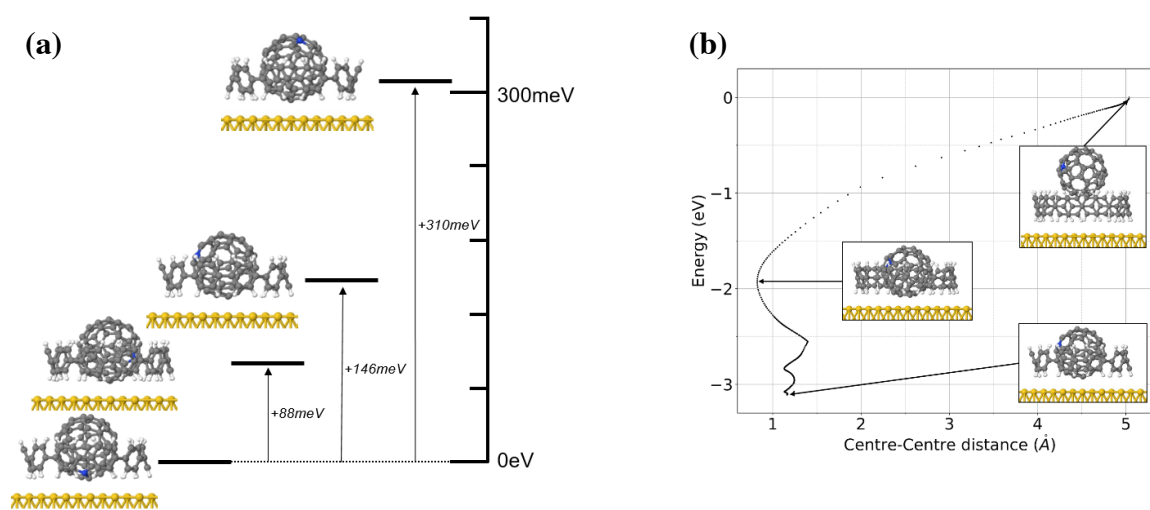 (a)
300meV
+310meV
+146meV
+88meV
0eV
(b)
0
−1
−2
−3
Energy (eV)
1
2
3
4
5
Centre-Centre distance (Å)